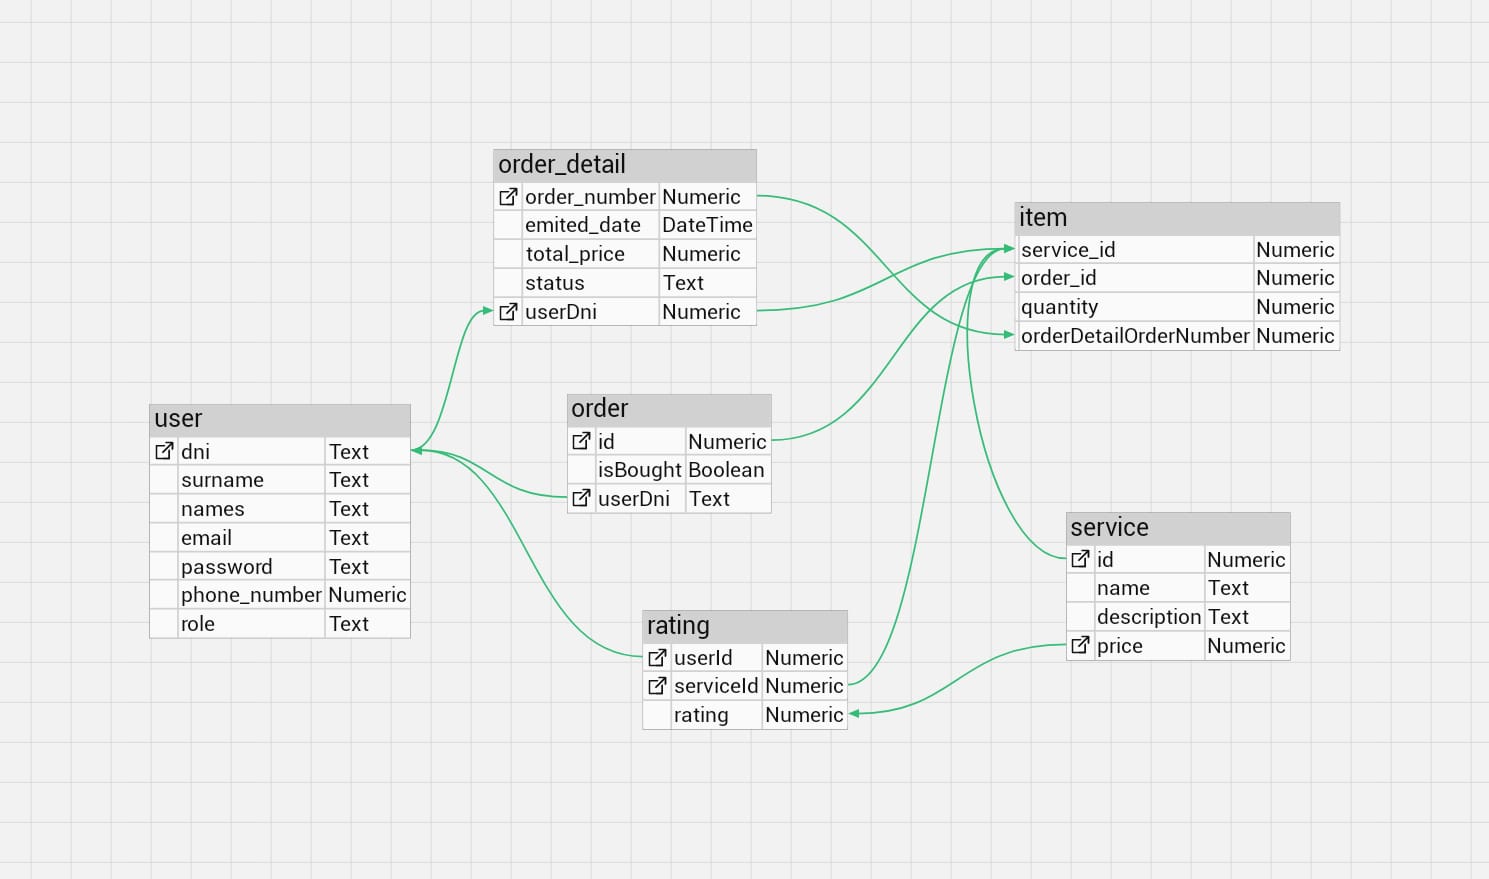 order_detail
order_number Numeric
emited_date DateTime
total_price Numeric
status Text
userDni Numeric
item
service_id Numeric
order_id Numeric
quantity Numeric
orderDetailOrderNumber Numeric
user
dni Text
surname Text
names Text
email Text
password Text
phone_number Numeric
role Text
order
id Numeric
isBought Boolean
userDni Text
service
id Numeric
name Text
description Text
price Numeric
rating
userId Numeric
serviceId Numeric
rating Numeric